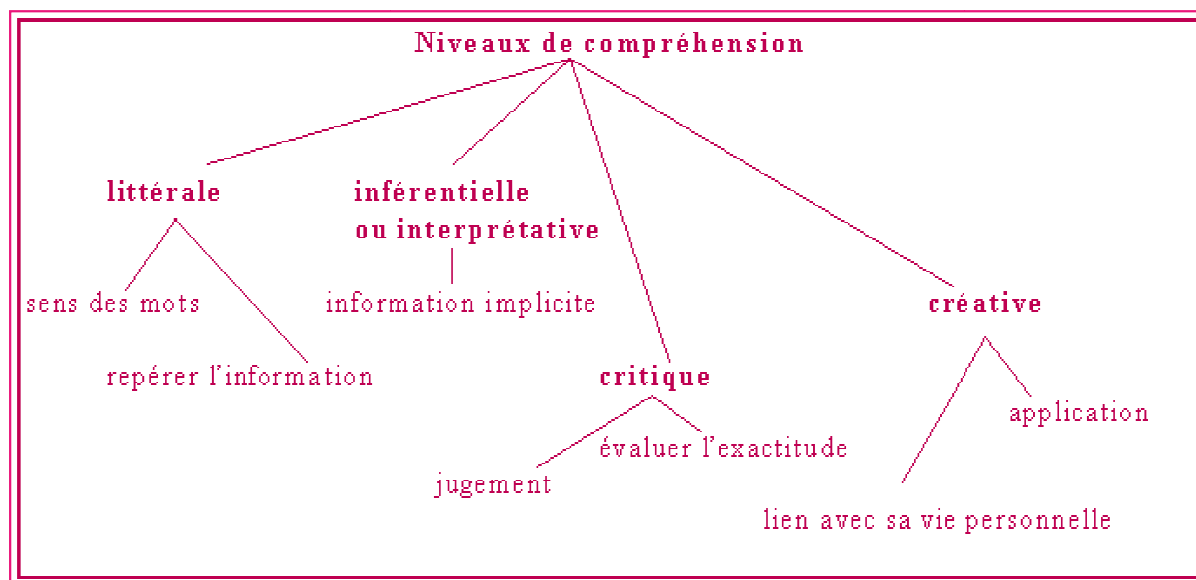 Niveaux de compréhension
littérale
inférentielle
ou interprétative
sens des mots
information implicite
créative
repérer l'information
critique
application
évaluer l'exactitude
jugement
lien avec sa vie personnelle